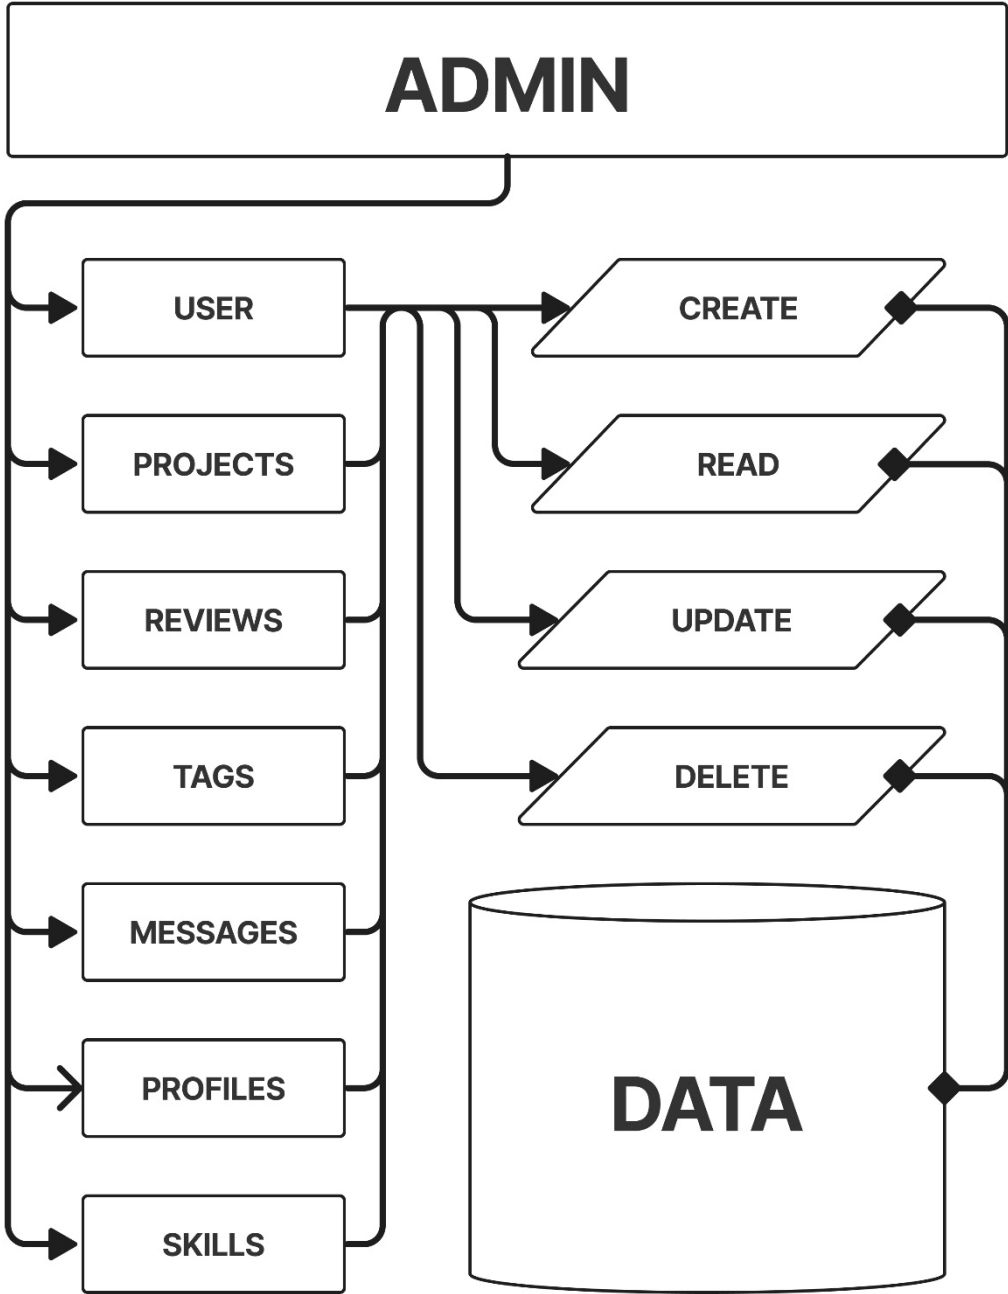 ADMIN
USER
CREATE
PROJECTS
READ
REVIEWS
UPDATE
TAGS
DELETE
MESSAGES
PROFILES
DATA
SKILLS